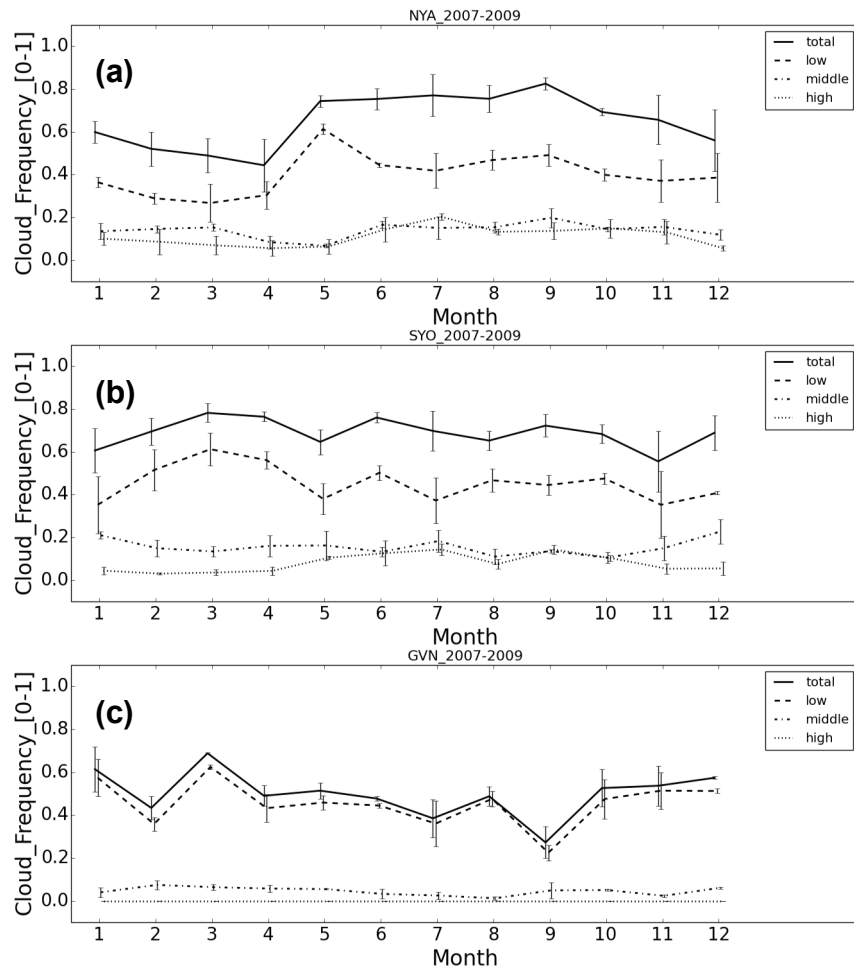 NYA_2007-2009
(a)
Cloud_Frequency_[0-1]
1.0
0.8
0.6
0.4
0.2
0.0
1 2 3 4 5 6 7 8 9 10 11 12
Month
total
low
middle
high
SYO_2007-2009
(b)
Cloud_Frequency_[0-1]
1.0
0.8
0.6
0.4
0.2
0.0
1 2 3 4 5 6 7 8 9 10 11 12
Month
total
low
middle
high
GVN_2007-2009
(c)
Cloud_Frequency_[0-1]
1.0
0.8
0.6
0.4
0.2
0.0
1 2 3 4 5 6 7 8 9 10 11 12
Month
total
low
middle
high